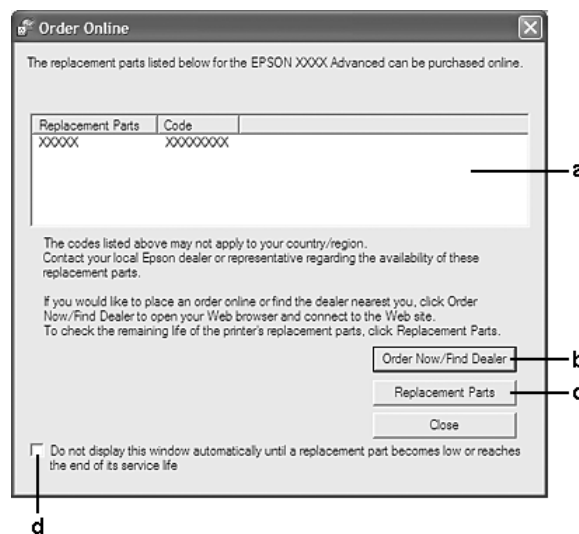 Order Online
The replacement parts listed below for the EPSON XXXX Advanced can be purchased online.
Replacement Parts Code
XXXXX XXXXXXXX
a
The codes listed above may not apply to your country/region.
Contact your local Epson dealer or representative regarding the availability of these
replacement parts.
If you would like to place an order online or find the dealer nearest you, click Order
Now/Find Dealer to open your Web browser and connect to the Web site.
To check the remaining life of the printer's replacement parts, click Replacement Parts.
Order Now/Find Dealer
b
Replacement Parts
c
Close
Do not display this window automatically until a replacement part becomes low or reaches
the end of its service life
d